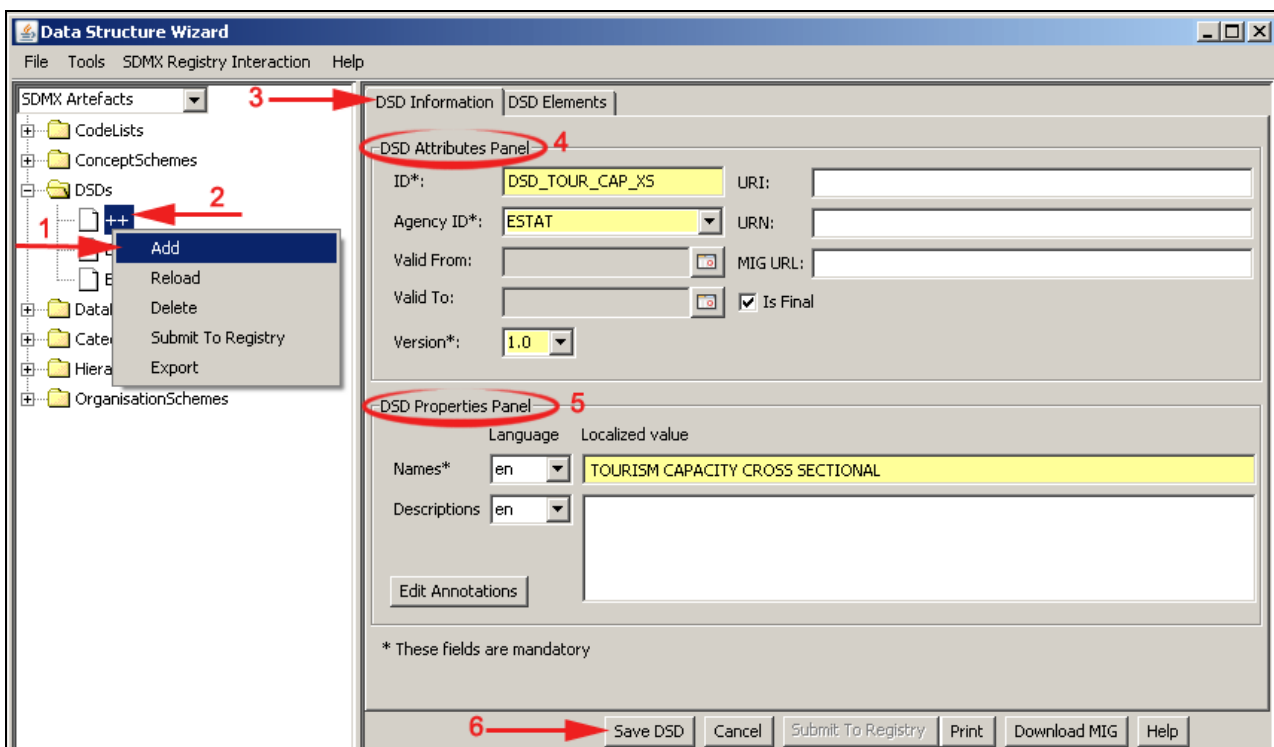 Data Structure Wizard
File Tools SDMX Registry Interaction Help
SDMX Artefacts
3
CodeLists
ConceptSchemes
DSDs
2
++
1
Add
Reload
Delete
Submit To Registry
Export
OrganisationSchemes
DSD Information DSD Elements
DSD Attributes Panel 4
ID*: DSD_TOUR_CAP_XS URI:
Agency ID*: ESTAT URN:
Valid From: MIG URL:
Valid To: Is Final
Version*: 1.0
DSD Properties Panel 5
Language Localized value
Names* en TOURISM CAPACITY CROSS SECTIONAL
Descriptions en
Edit Annotations
* These fields are mandatory
6 Save DSD Cancel Submit To Registry Print Download MIG Help